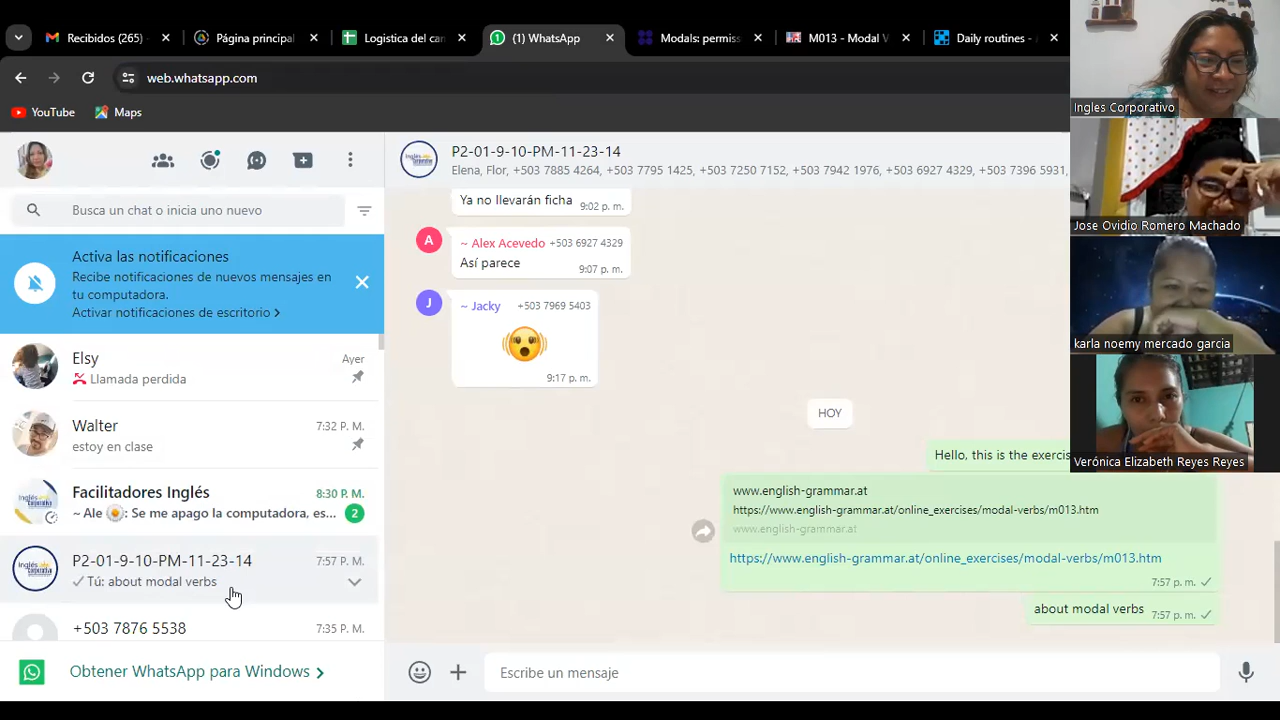 Recibidos (265)
Página principal
Logistica del car
(1) WhatsApp
Modals: permiss
M013 - Modal V
Daily routines -
web.whatsapp.com
YouTube
Maps
Busca un chat o inicia uno nuevo
Activa las notificaciones
Recibe notificaciones de nuevos mensajes en
tu computadora.
Activar notificaciones de escritorio >
Elsy
Ayer
Llamada perdida
Walter
7:32 P. M.
estoy en clase
Facilitadores Inglés
8:30 P. M.
~ Ale 🌼: Se me apago la computadora, es...
2
P2-01-9-10-PM-11-23-14
7:57 P. M.
Tú: about modal verbs
+503 7876 5538
7:35 P. M.
Obtener WhatsApp para Windows >
P2-01-9-10-PM-11-23-14
Elena, Flor, +503 7885 4264, +503 7795 1425, +503 7250 7152, +503 7942 1976, +503 6927 4329, +503 7396 5931,
Ya no llevarán ficha
9:02 p. m.
A
~ Alex Acevedo +503 6927 4329
Así parece
9:07 p. m.
J
~ Jacky +503 7969 5403
9:17 p. m.
HOY
Hello, this is the exercis
www.english-grammar.at
https://www.english-grammar.at/online_exercises/modal-verbs/m013.htm
www.english-grammar.at
https://www.english-grammar.at/online_exercises/modal-verbs/m013.htm
7:57 p. m.
about modal verbs
7:57 p. m.
Escribe un mensaje
Ingles Corporativo
Jose Ovidio Romero Machado
karla noemy mercado garcia
Verónica Elizabeth Reyes Reyes